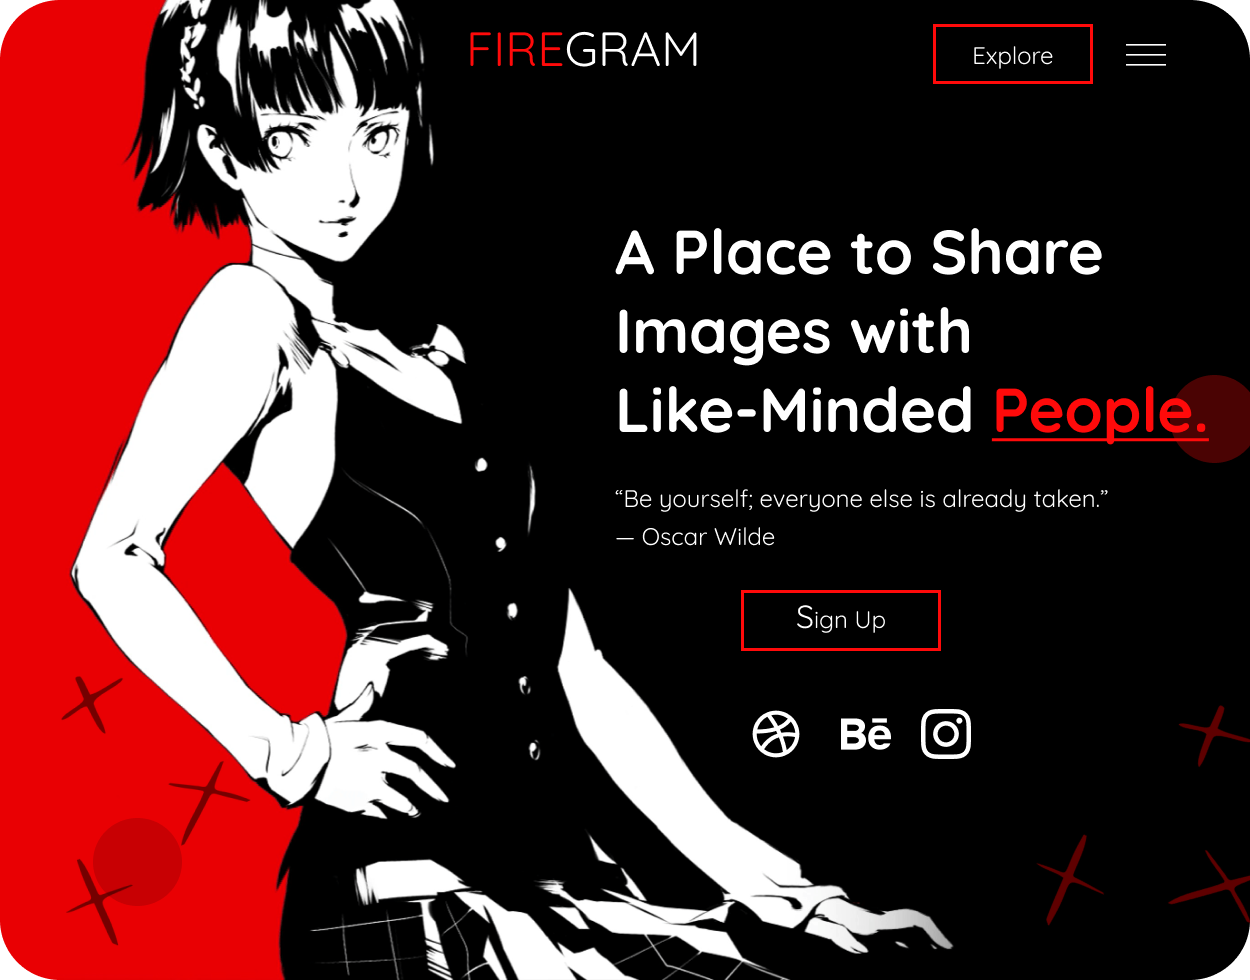 FIREGRAM
Explore
A Place to Share
Images with
Like-Minded People.
“Be yourself; everyone else is already taken.”
― Oscar Wilde
Sign Up
Bē